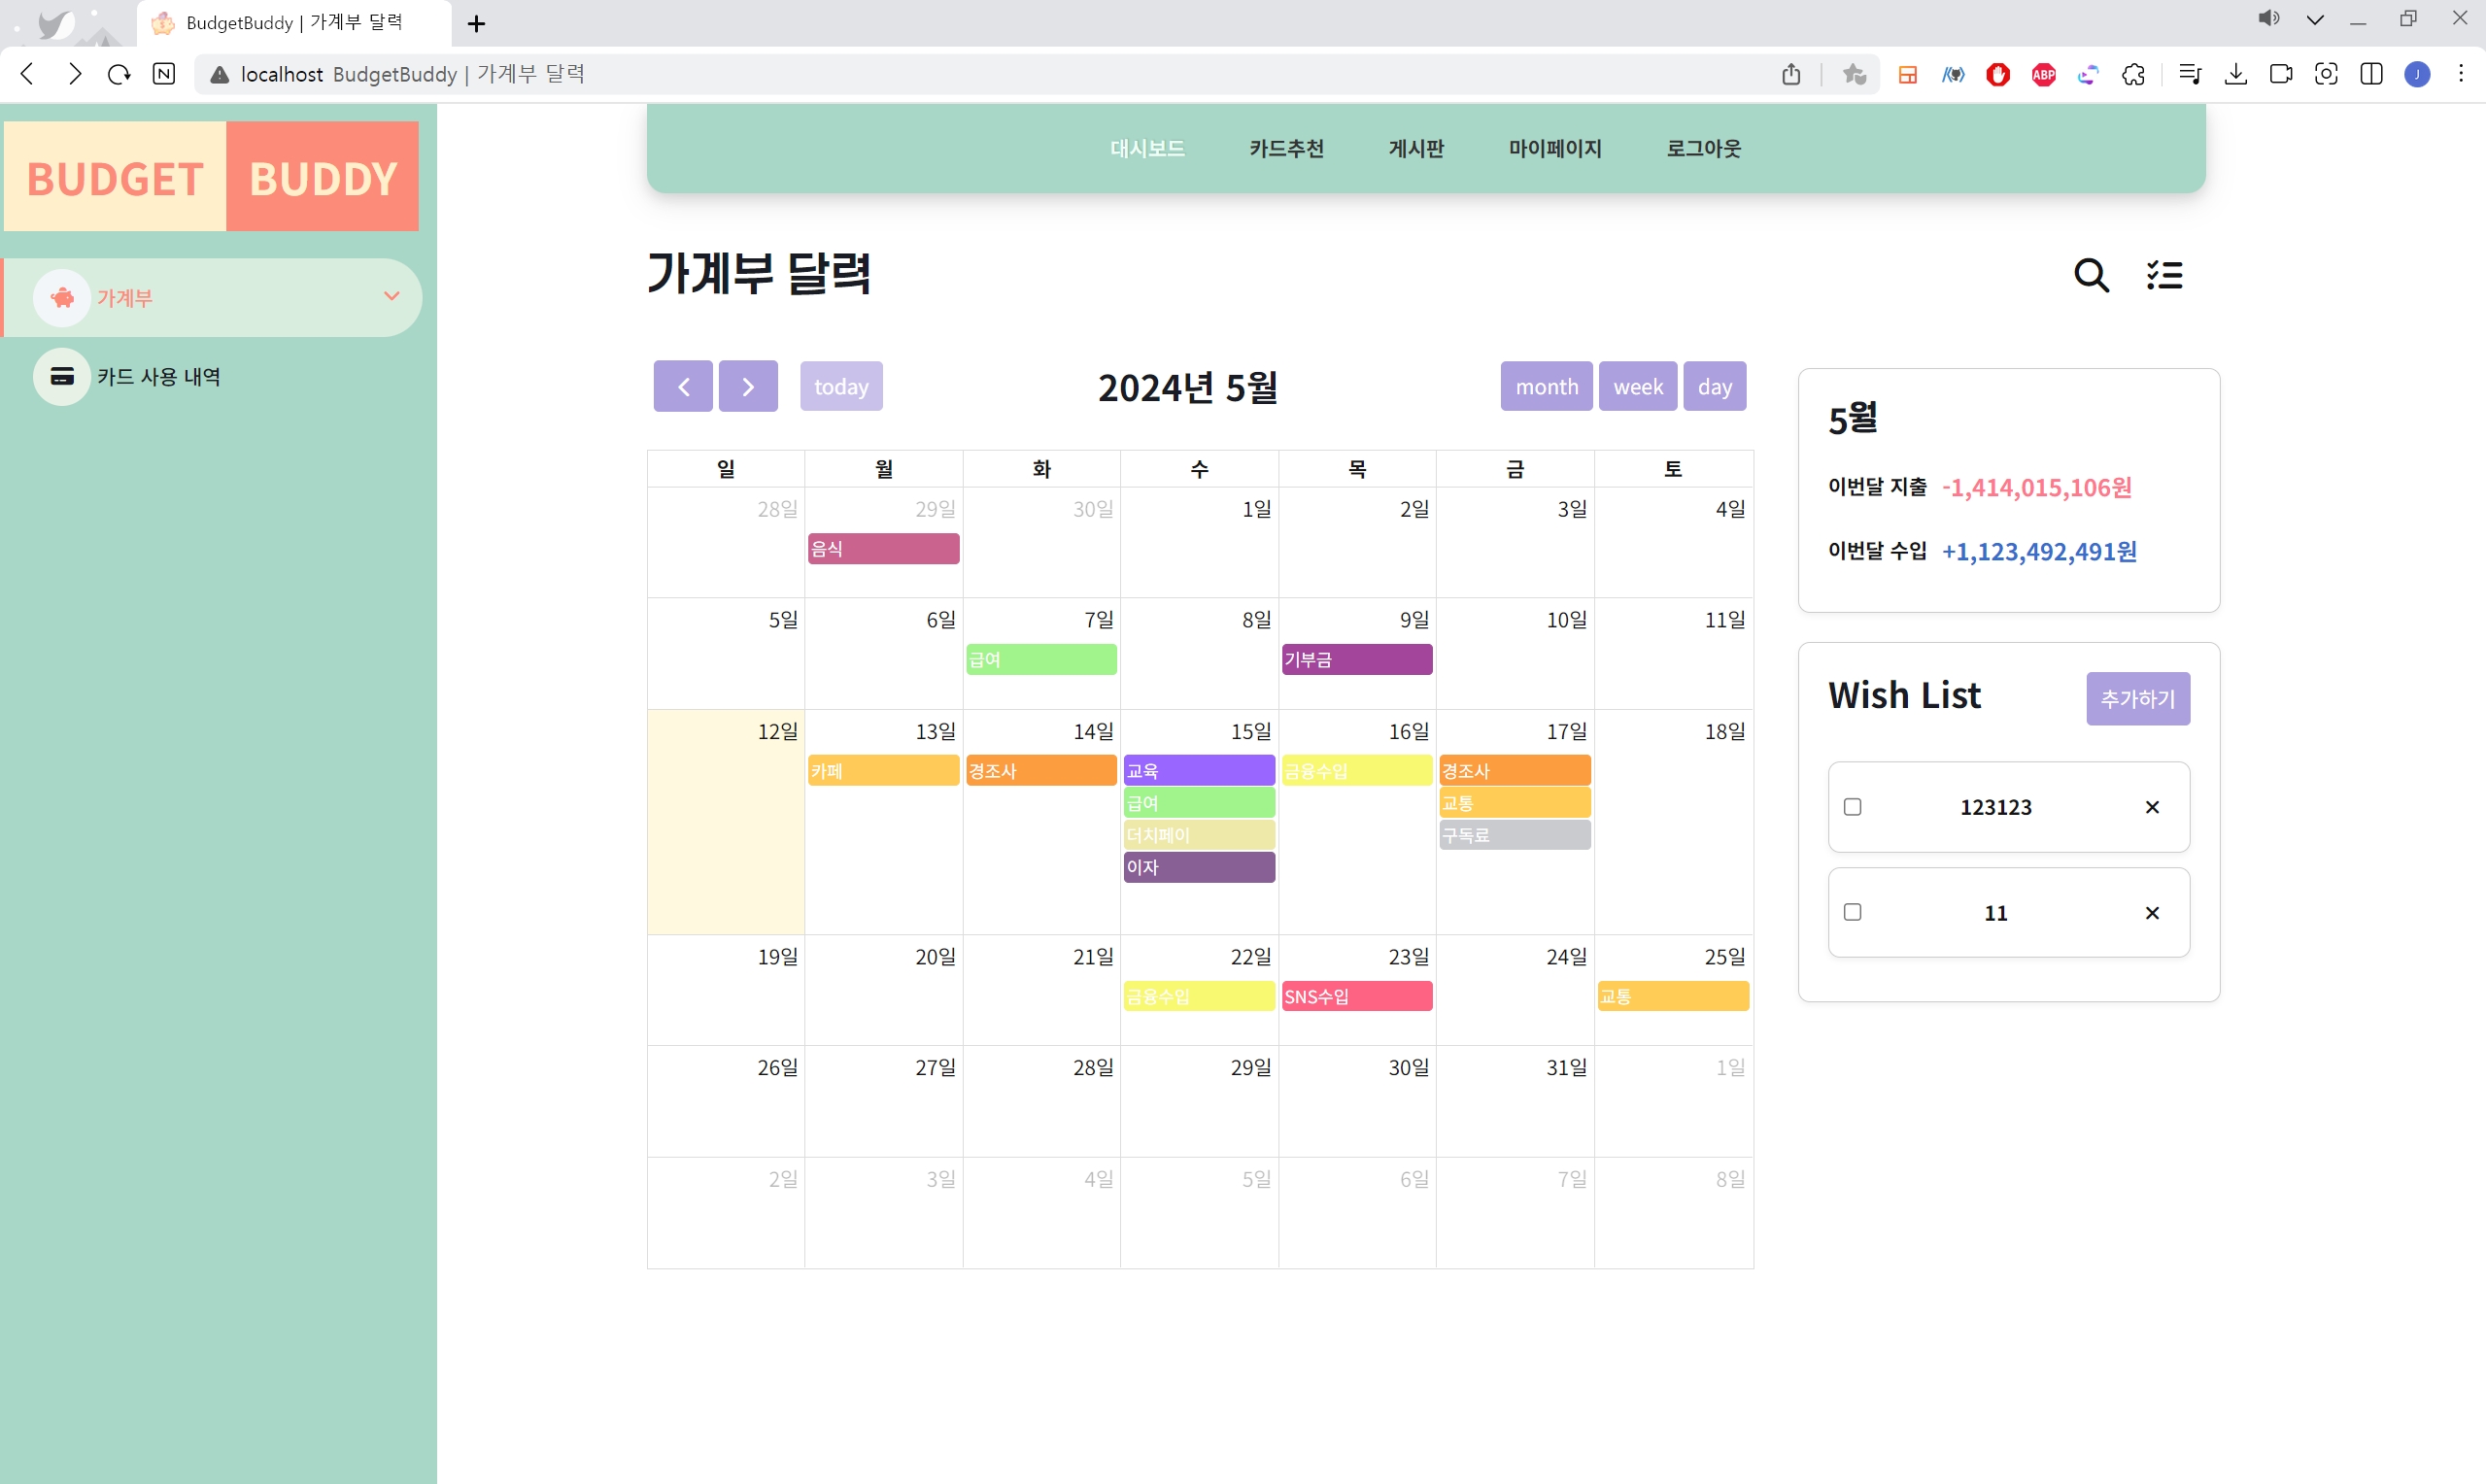 BudgetBuddy | 가계부 달력
localhost BudgetBuddy | 가계부 달력
ABP
J
BUDGET BUDDY
대시보드 카드추천 게시판 마이페이지 로그아웃
가계부
카드 사용 내역
가계부 달력
today 2024년 5월 month week day
일 월 화 수 목 금 토
28일 29일 30일 1일 2일 3일 4일
음식
5일 6일 7일 8일 9일 10일 11일
급여 기부금
12일 13일 14일 15일 16일 17일 18일
카페 경조사 교육 금융수입 경조사
급여 교통
더치페이 구독료
이자
19일 20일 21일 22일 23일 24일 25일
금융수입 SNS수입 교통
26일 27일 28일 29일 30일 31일 1일
2일 3일 4일 5일 6일 7일 8일
5월
이번달 지출 -1,414,015,106원
이번달 수입 +1,123,492,491원
Wish List 추가하기
123123
11